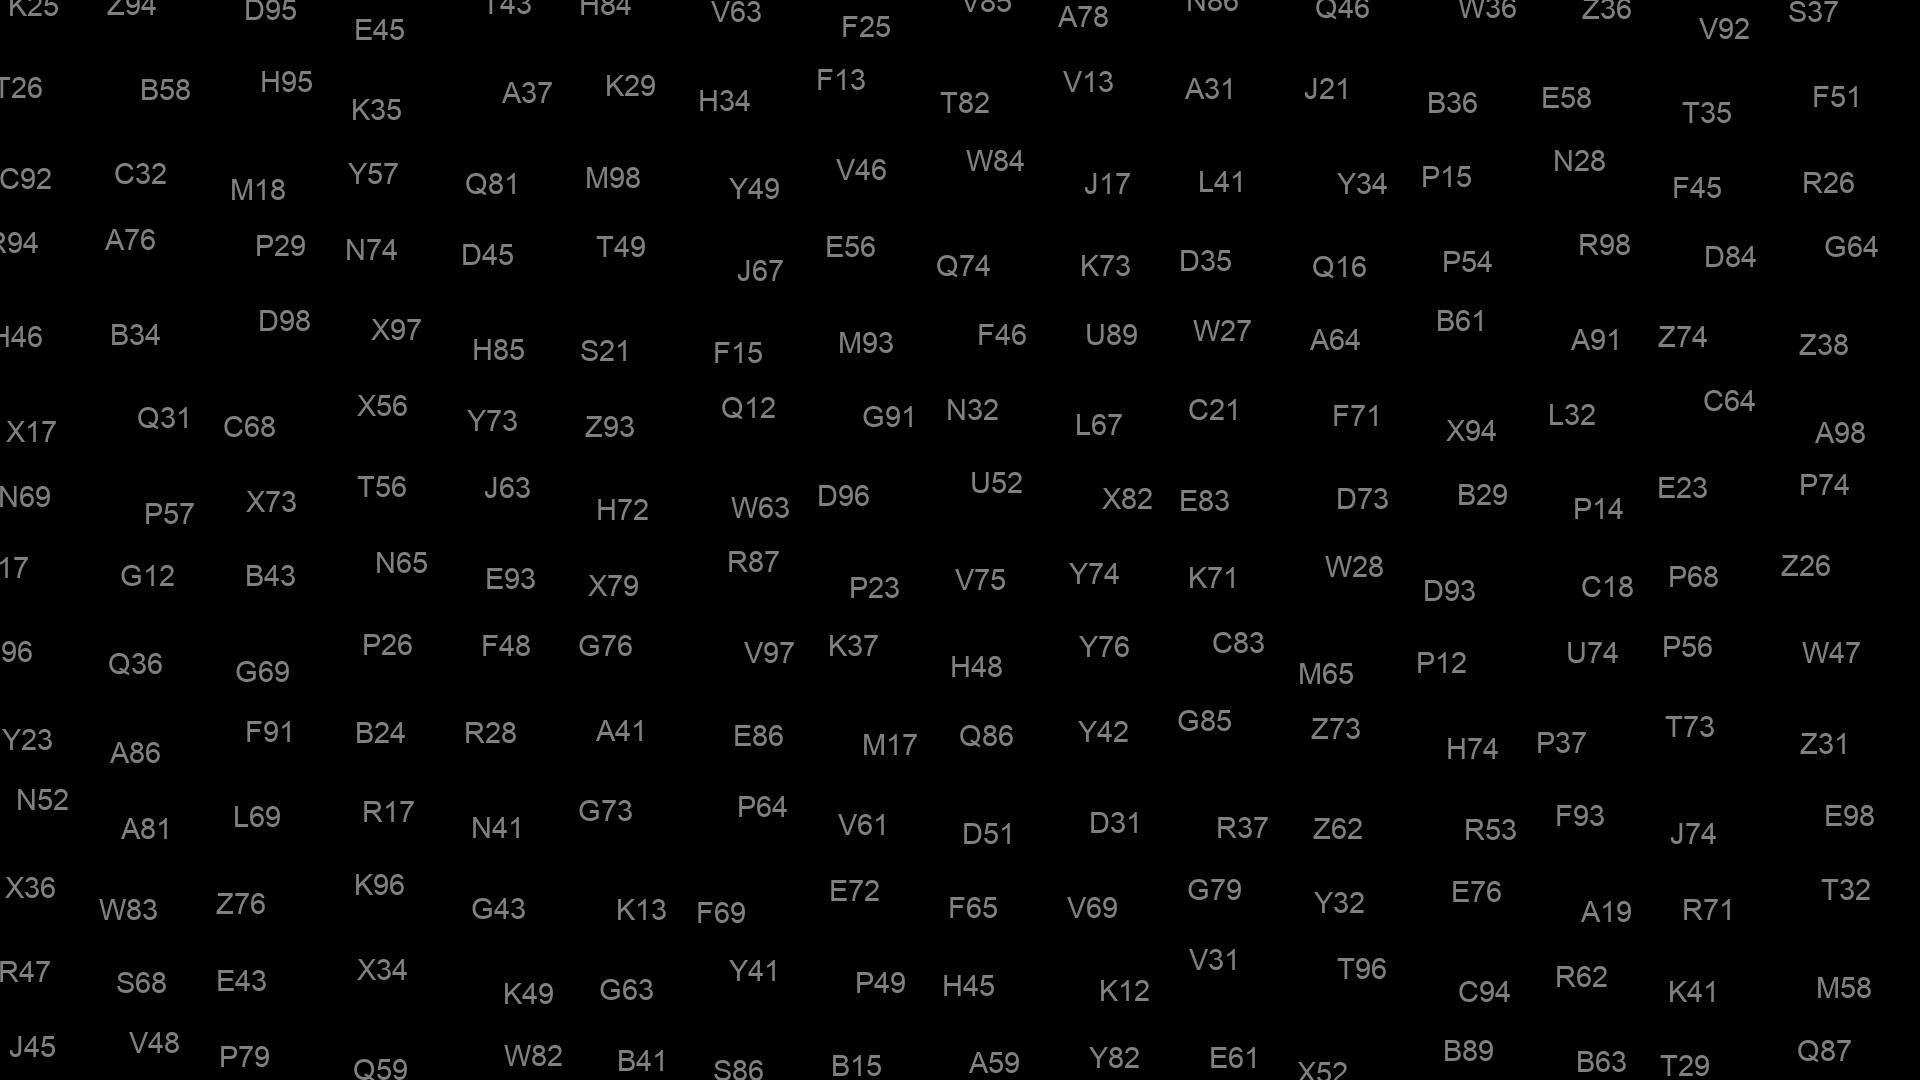 K25 Z94 D95 E45 T43 H84 V63 F25 V85 A78 N86 Q46 W36 Z36 V92 S37
T26 B58 H95 K35 A37 K29 H34 F13 T82 V13 A31 J21 B36 E58 T35 F51
C92 C32 M18 Y57 Q81 M98 Y49 V46 W84 J17 L41 Y34 P15 N28 F45 R26
R94 A76 P29 N74 D45 T49 J67 E56 Q74 K73 D35 Q16 P54 R98 D84 G64
H46 B34 D98 X97 H85 S21 F15 M93 F46 U89 W27 A64 B61 A91 Z74 Z38
X17 Q31 C68 X56 Y73 Z93 Q12 G91 N32 L67 C21 F71 X94 L32 C64 A98
N69 P57 X73 T56 J63 H72 W63 D96 U52 X82 E83 D73 B29 P14 E23 P74
17 G12 B43 N65 E93 X79 R87 P23 V75 Y74 K71 W28 D93 C18 P68 Z26
96 Q36 G69 P26 F48 G76 V97 K37 H48 Y76 C83 M65 P12 U74 P56 W47
Y23 A86 F91 B24 R28 A41 E86 M17 Q86 Y42 G85 Z73 H74 P37 T73 Z31
N52 A81 L69 R17 N41 G73 P64 V61 D51 D31 R37 Z62 R53 F93 J74 E98
X36 W83 Z76 K96 G43 K13 F69 E72 F65 V69 G79 Y32 E76 A19 R71 T32
R47 S68 E43 X34 K49 G63 Y41 P49 H45 K12 V31 T96 C94 R62 K41 M58
J45 V48 P79 Q59 W82 B41 S86 B15 A59 Y82 E61 X52 B89 B63 T29 Q87